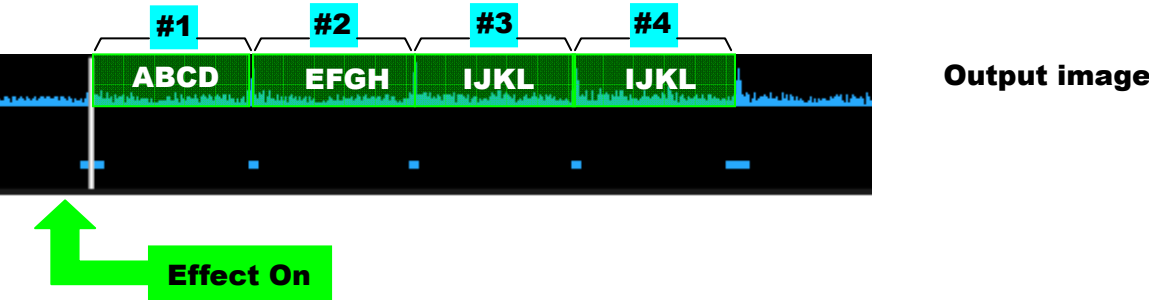 #1 #2 #3 #4
ABCD EFGH IJKL IJKL
Output image
Effect On